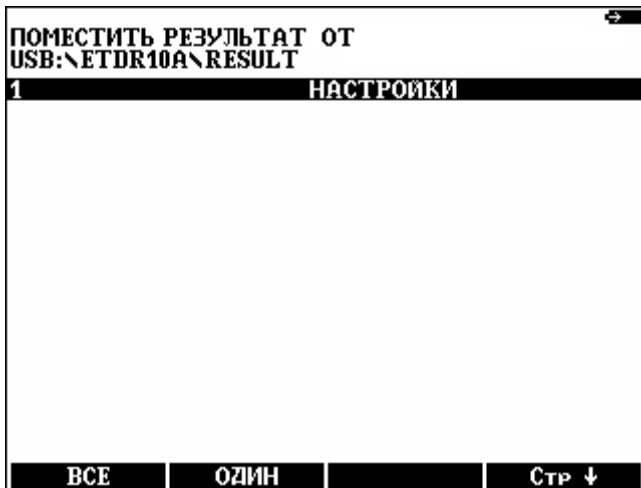 ПОМЕСТИТЬ РЕЗУЛЬТАТ ОТ
USB:\ETDR10A\RESULT
1 НАСТРОЙКИ
ВСЕ ОДИН Стр ↓